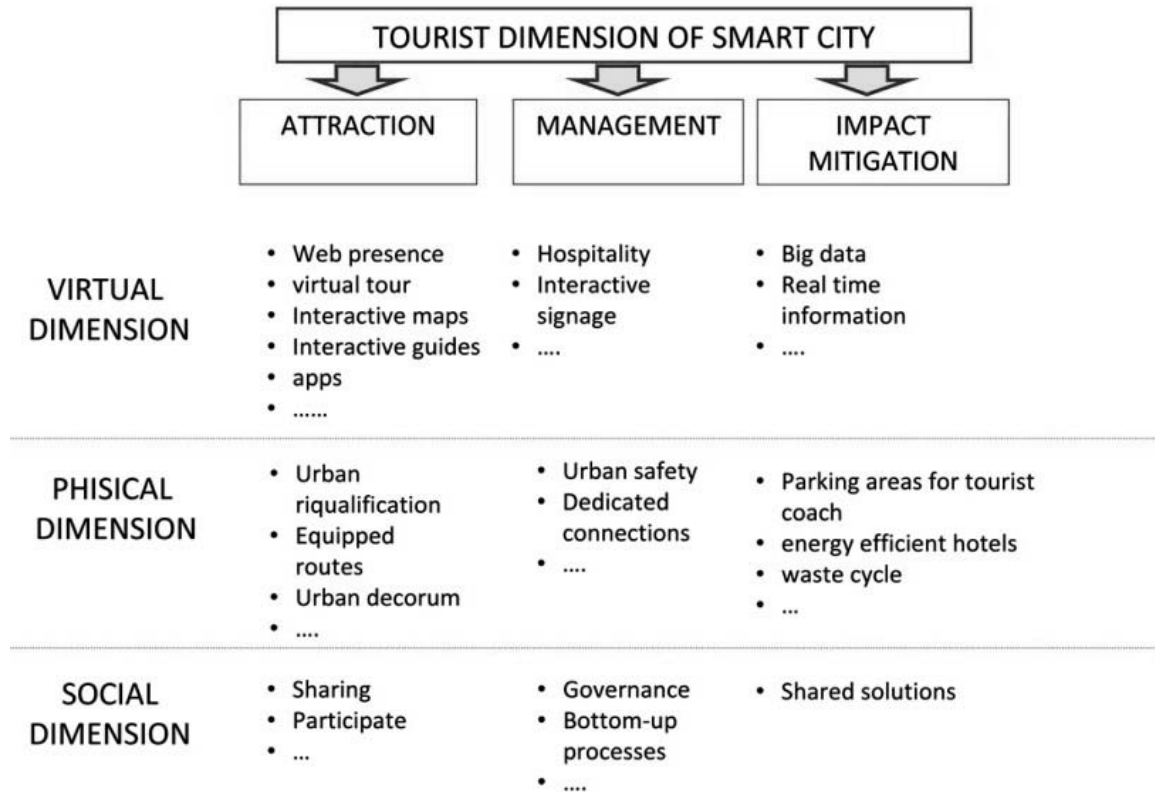 TOURIST DIMENSION OF SMART CITY
ATTRACTION
MANAGEMENT
IMPACT
MITIGATION
VIRTUAL
DIMENSION
• Web presence
• virtual tour
• Interactive maps
• Interactive guides
• apps
• ......
• Hospitality
• Interactive
signage
• ....
• Big data
• Real time
information
• ....
PHISICAL
DIMENSION
• Urban
riqualification
• Equipped
routes
• Urban decorum
• ....
• Urban safety
• Dedicated
connections
• ....
• Parking areas for tourist
coach
• energy efficient hotels
• waste cycle
• ...
SOCIAL
DIMENSION
• Sharing
• Participate
• ...
• Governance
• Bottom-up
processes
• ....
• Shared solutions